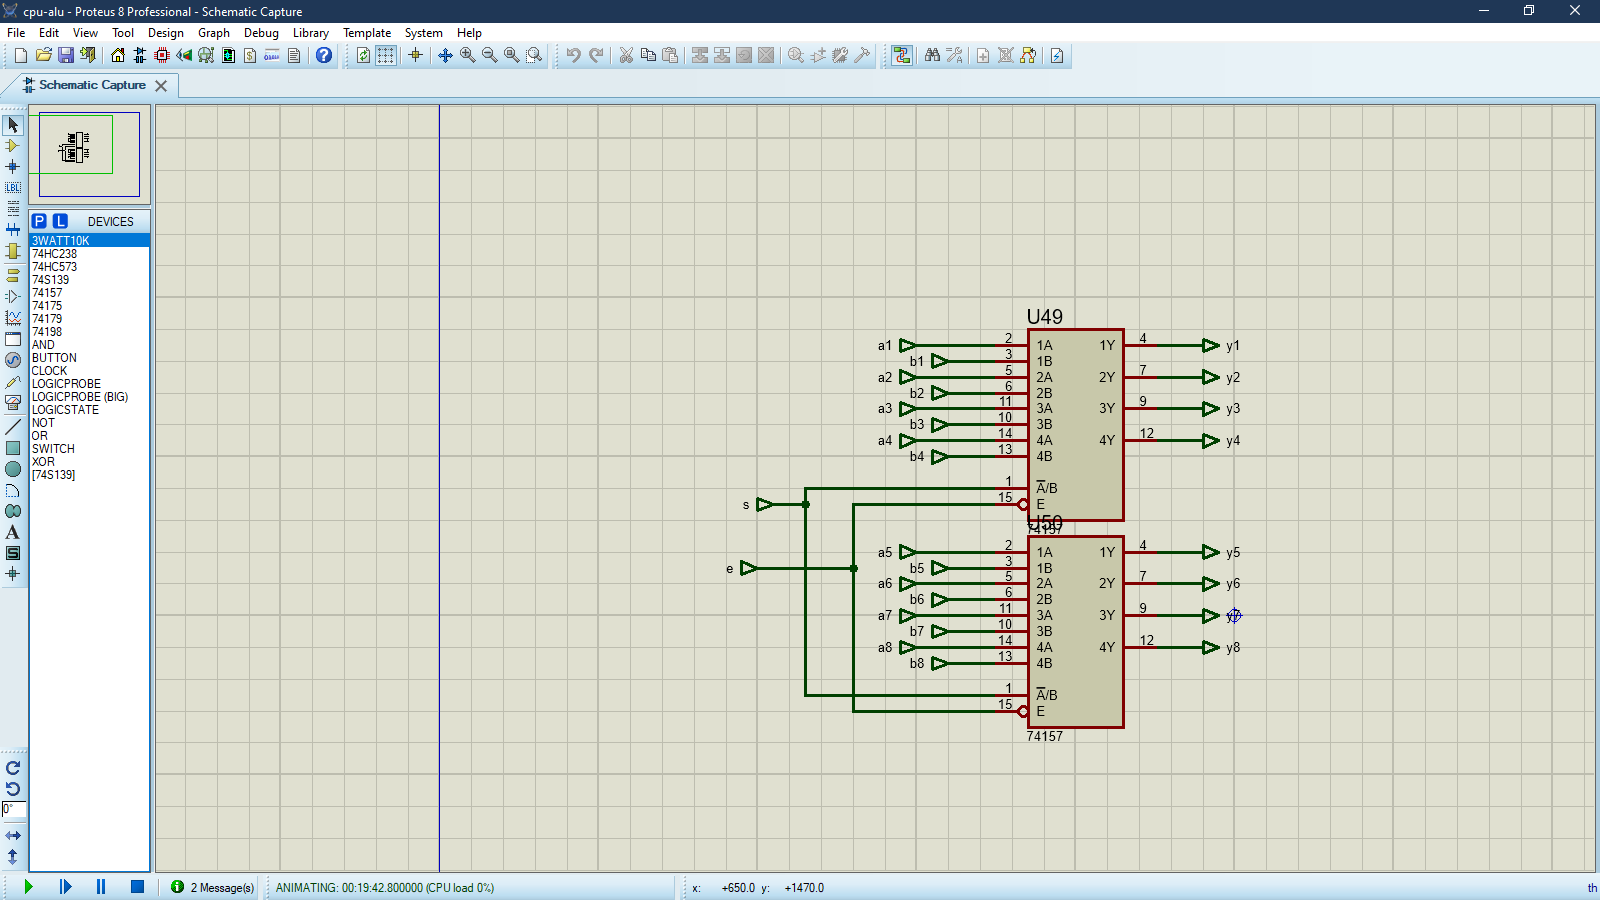 cpu-alu - Proteus 8 Professional - Schematic Capture
File Edit View Tool Design Graph Debug Library Template System Help
Schematic Capture
LBL
P L DEVICES
3WATT10K
74HC238
74HC573
74S139
74157
74175
74179
74198
AND
BUTTON
CLOCK
LOGICPROBE
LOGICPROBE (BIG)
LOGICSTATE
NOT
OR
SWITCH
XOR
[74S139]
A
S
0°
U49
a1 2 1A 1Y 4 y1
b1 3 1B
a2 5 2A 2Y 7 y2
b2 6 2B
a3 11 3A 3Y 9 y3
b3 10 3B
a4 14 4A 4Y 12 y4
b4 13 4B
1 A/B
s 15 E
74157
U50
a5 2 1A 1Y 4 y5
e b5 3 1B
a6 5 2A 2Y 7 y6
b6 6 2B
a7 11 3A 3Y 9 y7
b7 10 3B
a8 14 4A 4Y 12 y8
b8 13 4B
1 A/B
15 E
74157
2 Message(s) ANIMATING: 00:19:42.800000 (CPU load 0%) x: +650.0 y: +1470.0 th